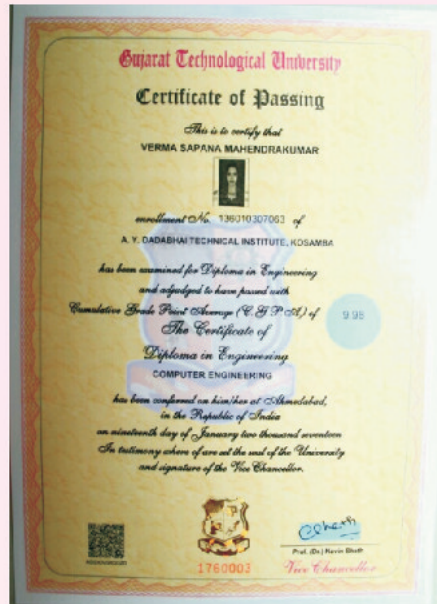 Gujarat Technological University
Certificate of Passing
This is to certify that
VERMA SAPANA MAHENDRAKUMAR
enrollment No. 136010307063 of
A. Y. DADABHAI TECHNICAL INSTITUTE, KOSAMBA
has been examined for Diploma in Engineering
and adjudged to have passed with
Cumulative Grade Point Average (C.G.P.A.) of 9.98
The Certificate of
Diploma in Engineering
COMPUTER ENGINEERING
has been conferred on him/her at Ahmedabad,
in the Republic of India
on nineteenth day of January two thousand seventeen
In testimony where of are set the seal of the University
and signature of the Vice Chancellor.
1760003
Prof. (Dr.)
Vice Chancellor